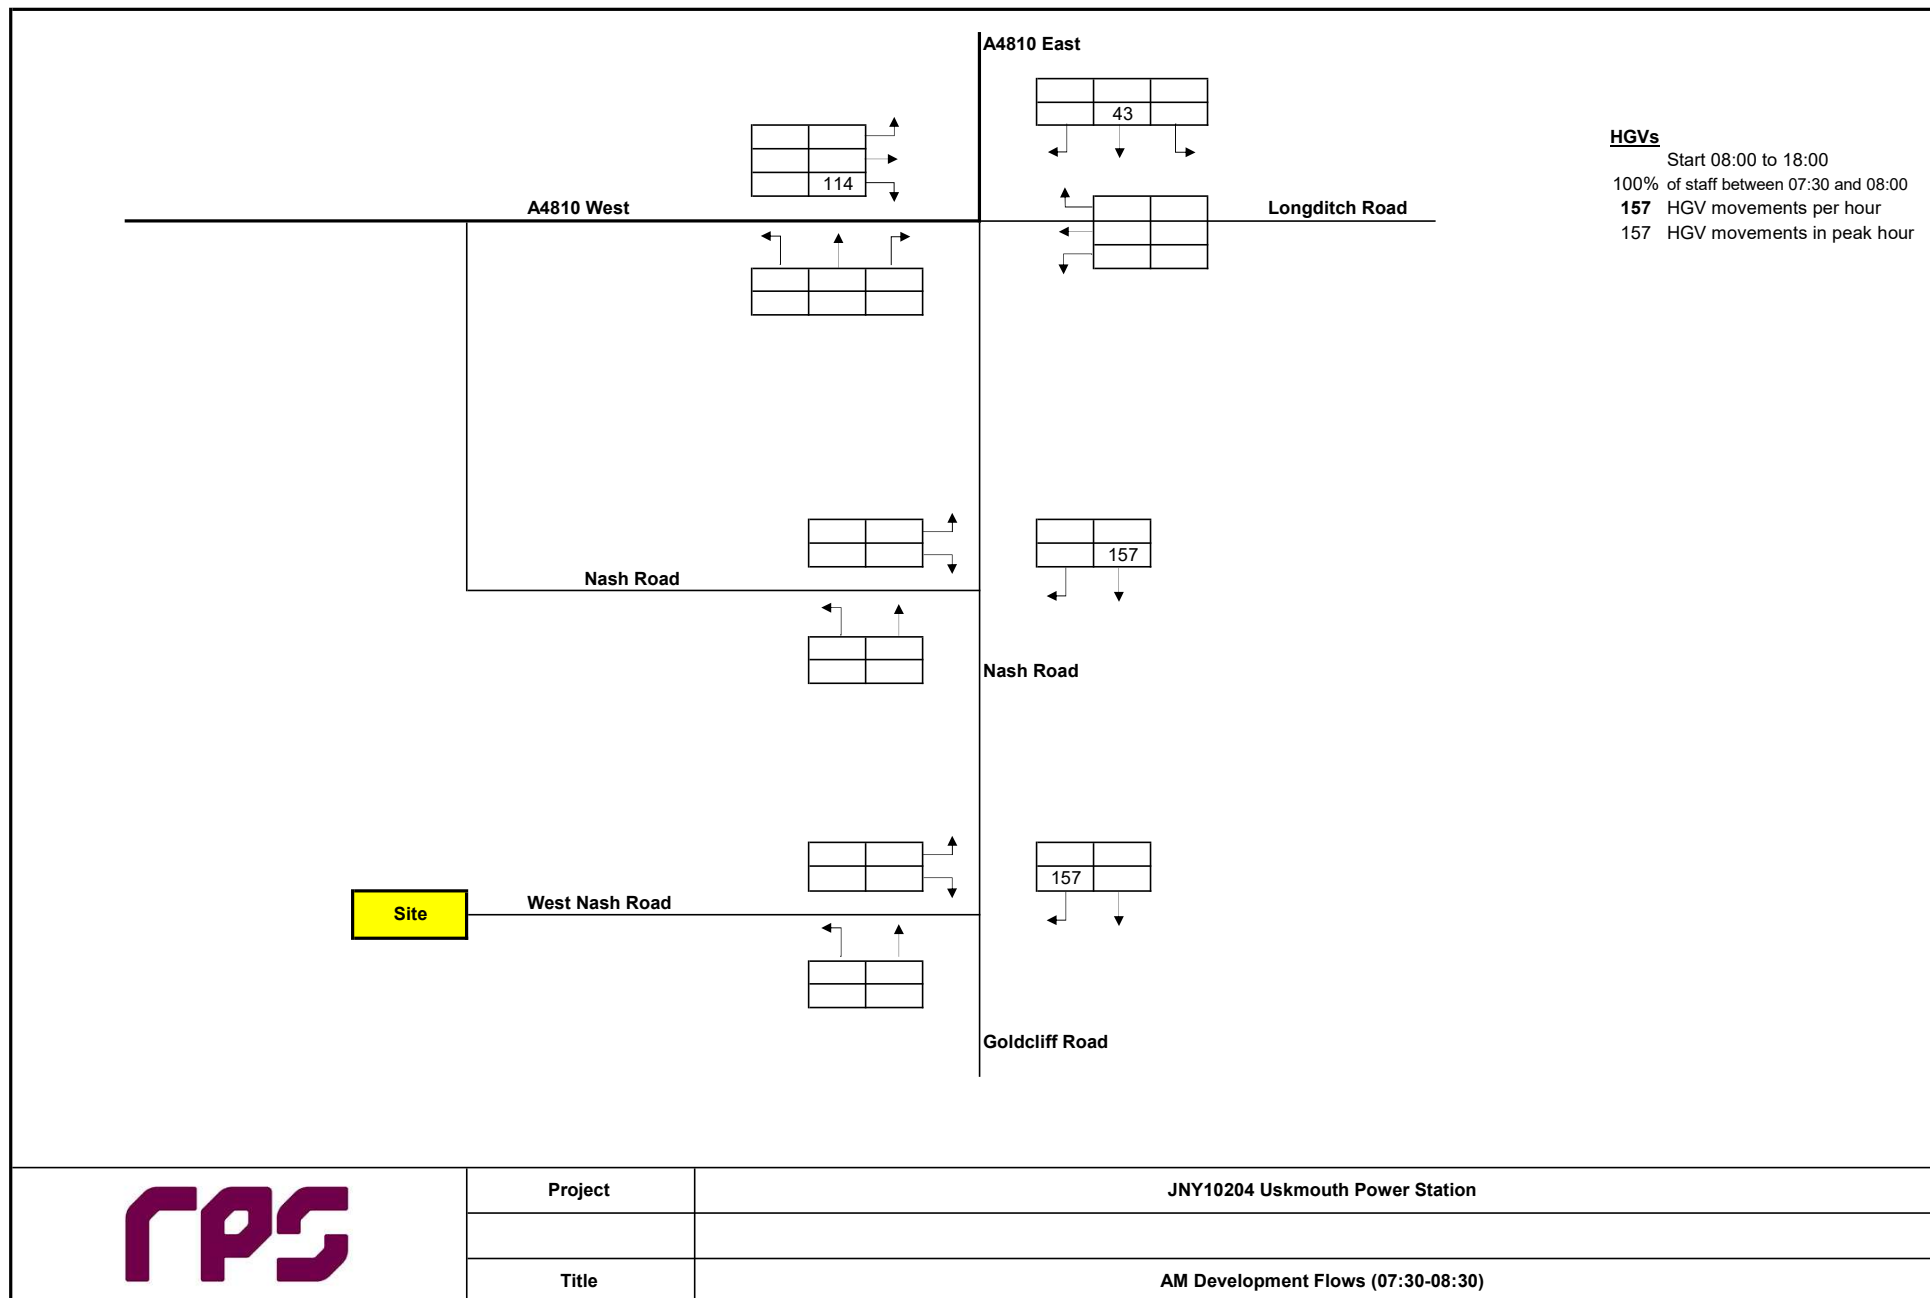 A4810 East
43
HGVs
Start 08:00 to 18:00
114
100% of staff between 07:30 and 08:00
A4810 West
Longditch Road
157 HGV movements per hour
157 HGV movements in peak hour
157
Nash Road
Nash Road
157
Site
West Nash Road
Goldcliff Road
rps
Project
JNY10204 Uskmouth Power Station
Title
AM Development Flows (07:30-08:30)